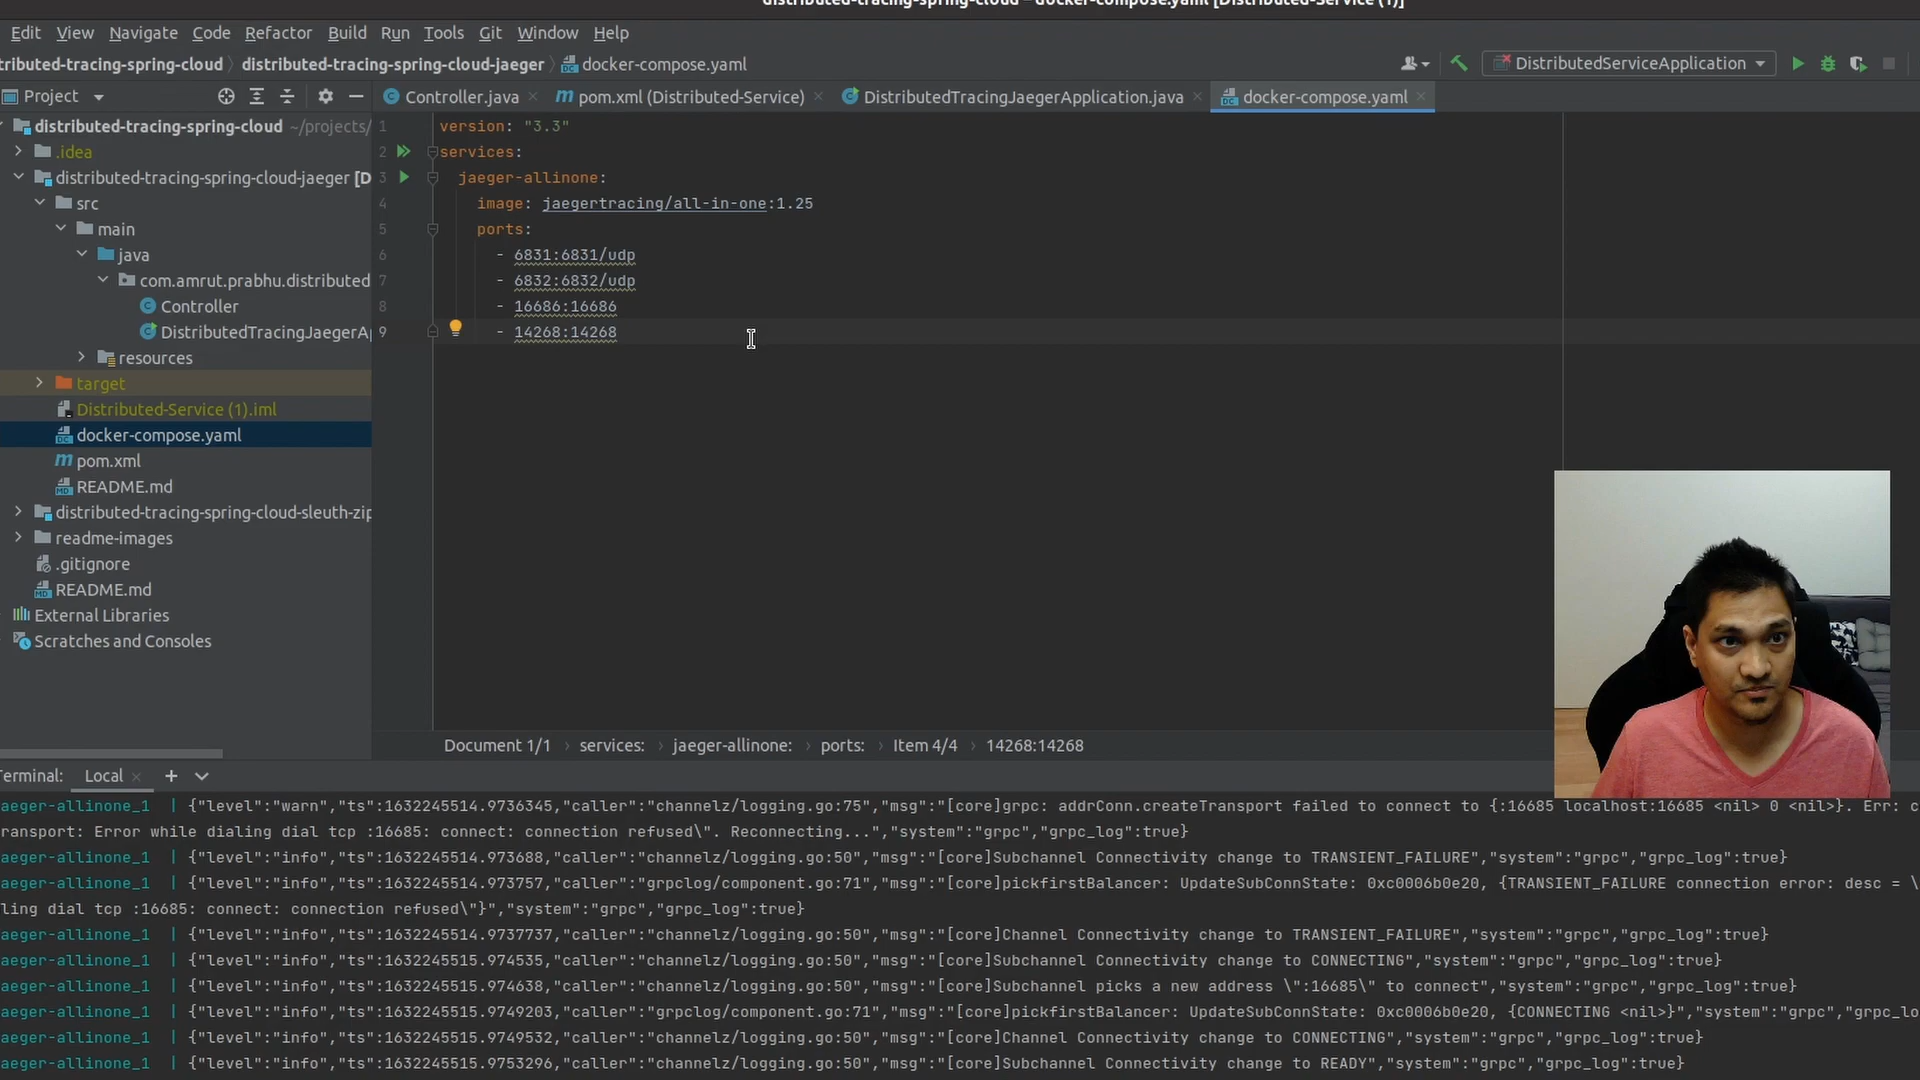 distributed-tracing-spring-cloud – docker-compose.yaml [Distributed-Service (1)]
Edit View Navigate Code Refactor Build Run Tools Git Window Help
tributed-tracing-spring-cloud distributed-tracing-spring-cloud-jaeger docker-compose.yaml
DistributedServiceApplication
Project
Controller.java pom.xml (Distributed-Service) DistributedTracingJaegerApplication.java docker-compose.yaml
distributed-tracing-spring-cloud ~/projects/
.idea
distributed-tracing-spring-cloud-jaeger [D
src
main
java
com.amrut.prabhu.distributed
Controller
DistributedTracingJaegerA
resources
target
Distributed-Service (1).iml
docker-compose.yaml
pom.xml
README.md
distributed-tracing-spring-cloud-sleuth-zip
readme-images
.gitignore
README.md
External Libraries
Scratches and Consoles
1 version: "3.3"
2 services:
3 jaeger-allinone:
4 image: jaegertracing/all-in-one:1.25
5 ports:
6 - 6831:6831/udp
7 - 6832:6832/udp
8 - 16686:16686
9 - 14268:14268
Document 1/1 › services: › jaeger-allinone: › ports: › Item 4/4 › 14268:14268
erminal: Local
aeger-allinone_1 | {"level":"warn","ts":1632245514.9736345,"caller":"channelz/logging.go:75","msg":"[core]grpc: addrConn.createTransport failed to connect to {:16685 localhost:16685 <nil> 0 <nil>}. Err: c
ransport: Error while dialing dial tcp :16685: connect: connection refused\". Reconnecting...","system":"grpc","grpc_log":true}
aeger-allinone_1 | {"level":"info","ts":1632245514.973688,"caller":"channelz/logging.go:50","msg":"[core]Subchannel Connectivity change to TRANSIENT_FAILURE","system":"grpc","grpc_log":true}
aeger-allinone_1 | {"level":"info","ts":1632245514.973757,"caller":"grpclog/component.go:71","msg":"[core]pickfirstBalancer: UpdateSubConnState: 0xc0006b0e20, {TRANSIENT_FAILURE connection error: desc = \
ling dial tcp :16685: connect: connection refused\"}","system":"grpc","grpc_log":true}
aeger-allinone_1 | {"level":"info","ts":1632245514.9737737,"caller":"channelz/logging.go:50","msg":"[core]Channel Connectivity change to TRANSIENT_FAILURE","system":"grpc","grpc_log":true}
aeger-allinone_1 | {"level":"info","ts":1632245515.974535,"caller":"channelz/logging.go:50","msg":"[core]Subchannel Connectivity change to CONNECTING","system":"grpc","grpc_log":true}
aeger-allinone_1 | {"level":"info","ts":1632245515.974638,"caller":"channelz/logging.go:50","msg":"[core]Subchannel picks a new address \":16685\" to connect","system":"grpc","grpc_log":true}
aeger-allinone_1 | {"level":"info","ts":1632245515.9749203,"caller":"grpclog/component.go:71","msg":"[core]pickfirstBalancer: UpdateSubConnState: 0xc0006b0e20, {CONNECTING <nil>}","system":"grpc","grpc_lo
aeger-allinone_1 | {"level":"info","ts":1632245515.9749532,"caller":"channelz/logging.go:50","msg":"[core]Channel Connectivity change to CONNECTING","system":"grpc","grpc_log":true}
aeger-allinone_1 | {"level":"info","ts":1632245515.9753296,"caller":"channelz/logging.go:50","msg":"[core]Subchannel Connectivity change to READY","system":"grpc","grpc_log":true}